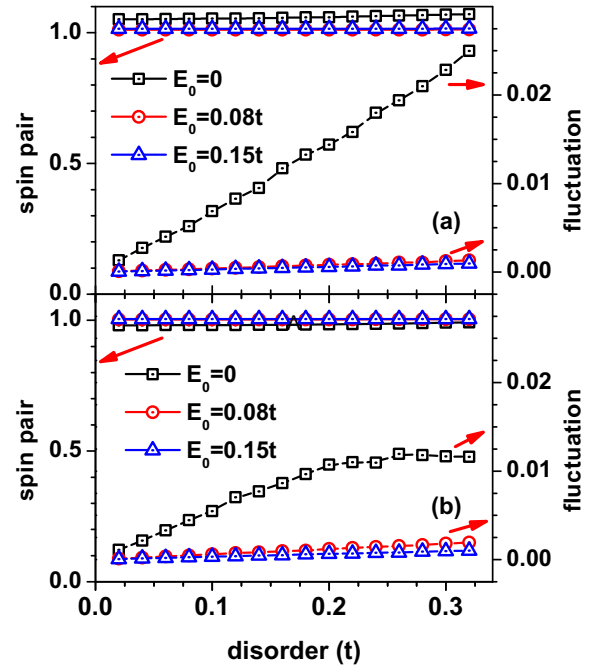 1.0
E₀=0
E₀=0.08t
E₀=0.15t
0.5
0.0
spin pair
0.02
0.01
0.00
fluctuation
(a)
1.0
E₀=0
E₀=0.08t
E₀=0.15t
0.5
0.0
spin pair
0.02
0.01
0.00
fluctuation
(b)
0.0 0.1 0.2 0.3
disorder (t)